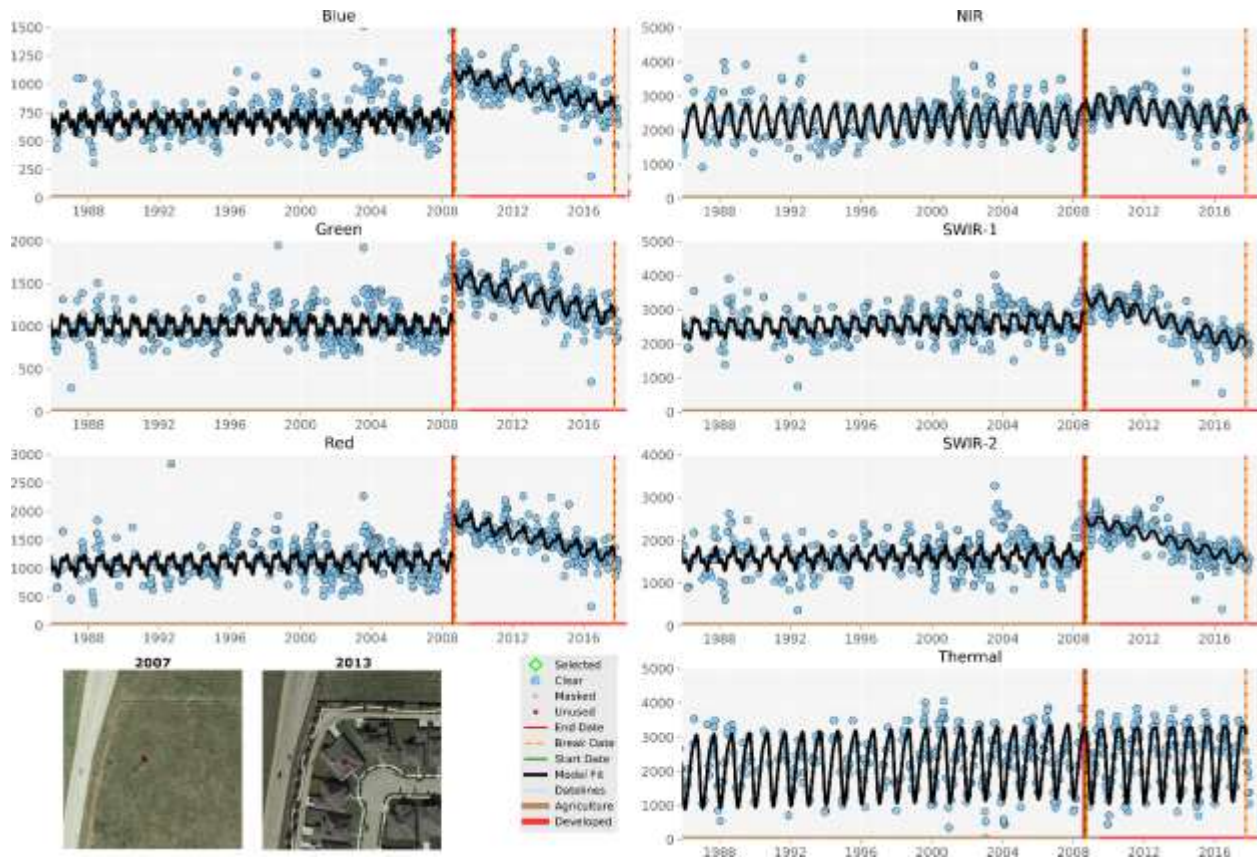 Blue
1500
1250
1000
750
500
250
0
1988 1992 1996 2000 2004 2008 2012 2016
NIR
5000
4000
3000
2000
1000
0
1988 1992 1996 2000 2004 2008 2012 2016
Green
2000
1500
1000
500
0
1988 1992 1996 2000 2004 2008 2012 2016
SWIR-1
5000
4000
3000
2000
1000
0
1988 1992 1996 2000 2004 2008 2012 2016
Red
3000
2500
2000
1500
1000
500
0
1988 1992 1996 2000 2004 2008 2012 2016
SWIR-2
4000
3000
2000
1000
0
1988 1992 1996 2000 2004 2008 2012 2016
2007
2013
Selected
Clear
Masked
Unused
End Date
Break Date
Start Date
Model Fit
Datelines
Agriculture
Developed
Thermal
5000
4000
3000
2000
1000
0
1988 1992 1996 2000 2004 2008 2012 2016